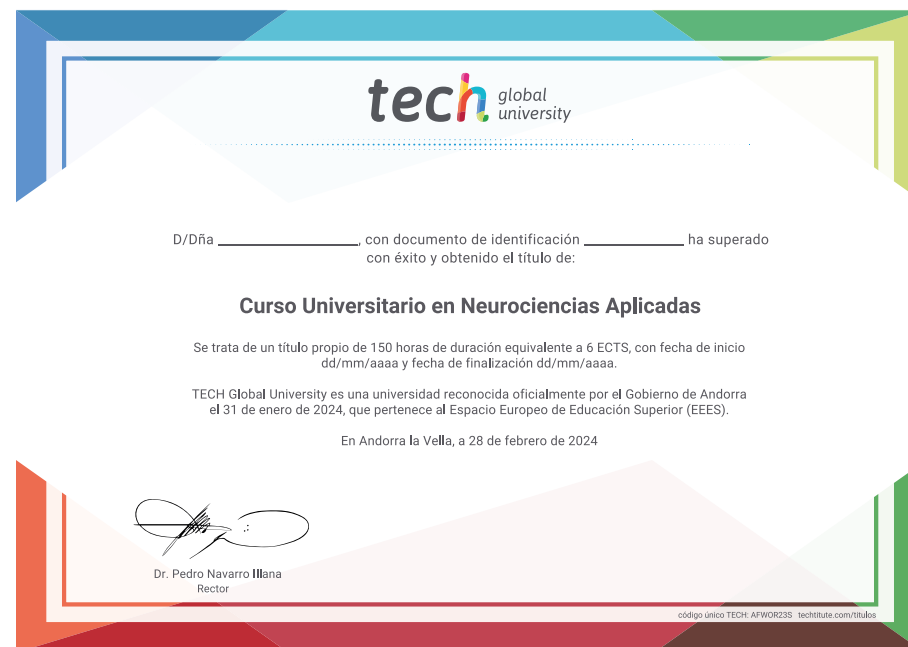 tech global university
D/Dña ____________________, con documento de identificación ______________ ha superado
con éxito y obtenido el título de:
Curso Universitario en Neurociencias Aplicadas
Se trata de un título propio de 150 horas de duración equivalente a 6 ECTS, con fecha de inicio
dd/mm/aaaa y fecha de finalización dd/mm/aaaa.
TECH Global University es una universidad reconocida oficialmente por el Gobierno de Andorra
el 31 de enero de 2024, que pertenece al Espacio Europeo de Educación Superior (EEES).
En Andorra la Vella, a 28 de febrero de 2024
Dr. Pedro Navarro Illana
Rector
código único TECH: AFWOR23S techtitute.com/titulos